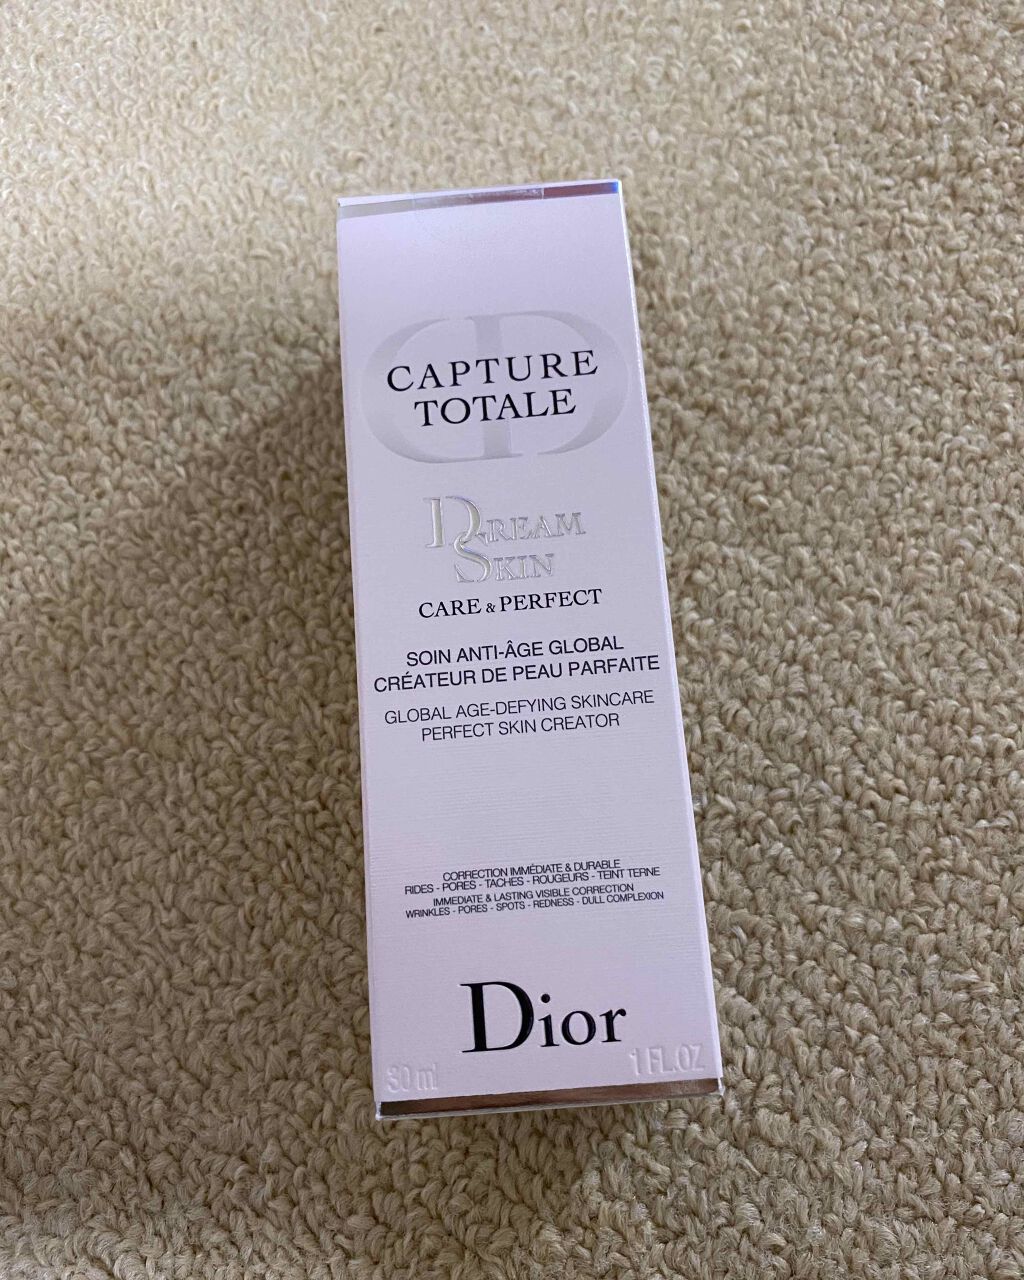 CAPTURE
TOTALE
DREAM
SKIN
CARE & PERFECT
SOIN ANTI-ÂGE GLOBAL
CRÉATEUR DE PEAU PARFAITE
GLOBAL AGE-DEFYING SKINCARE
PERFECT SKIN CREATOR
CORRECTION IMMÉDIATE & DURABLE
RIDES - PORES - TACHES - ROUGEURS - TEINT TERNE
IMMEDIATE & LASTING VISIBLE CORRECTION
WRINKLES - PORES - SPOTS - REDNESS - DULL COMPLEXION
Dior
30 ml 1 FL.OZ